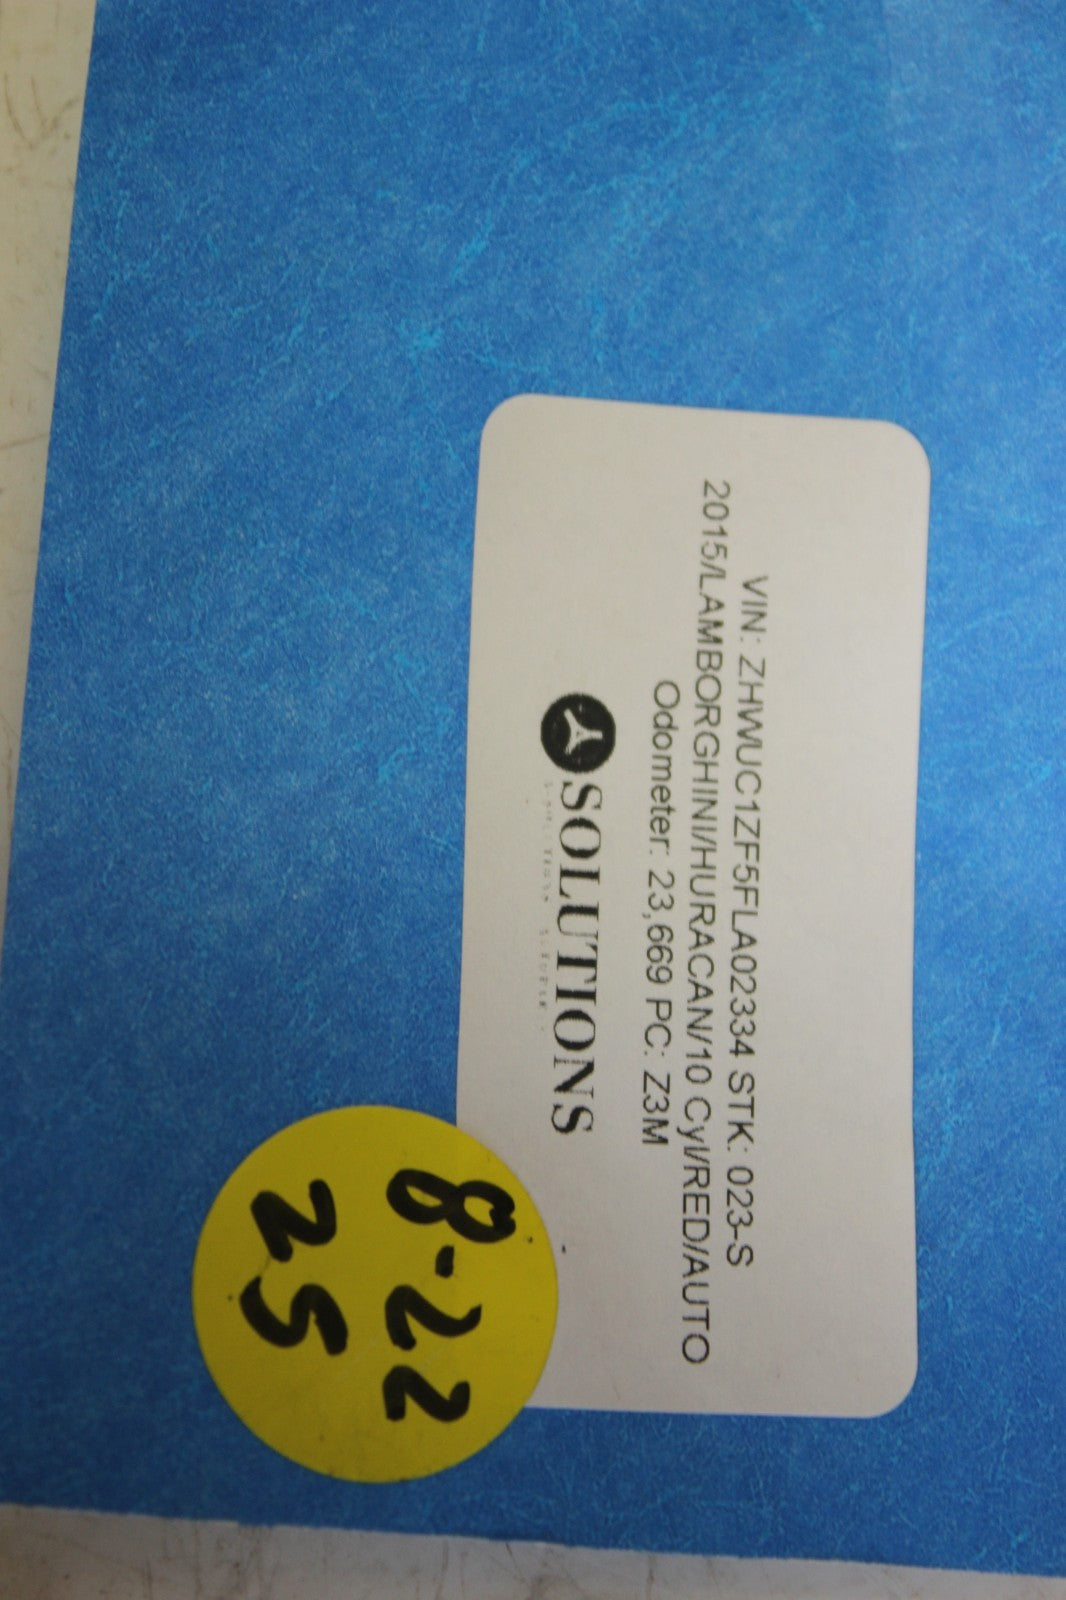 VIN: ZHWUC1ZF5FLA02334 STK: 023-S
2015/LAMBORGHINI/HURACAN/10 Cyl/RED/AUTO
Odometer: 23,669 PC: Z3M
SOLUTIONS
8-22
25